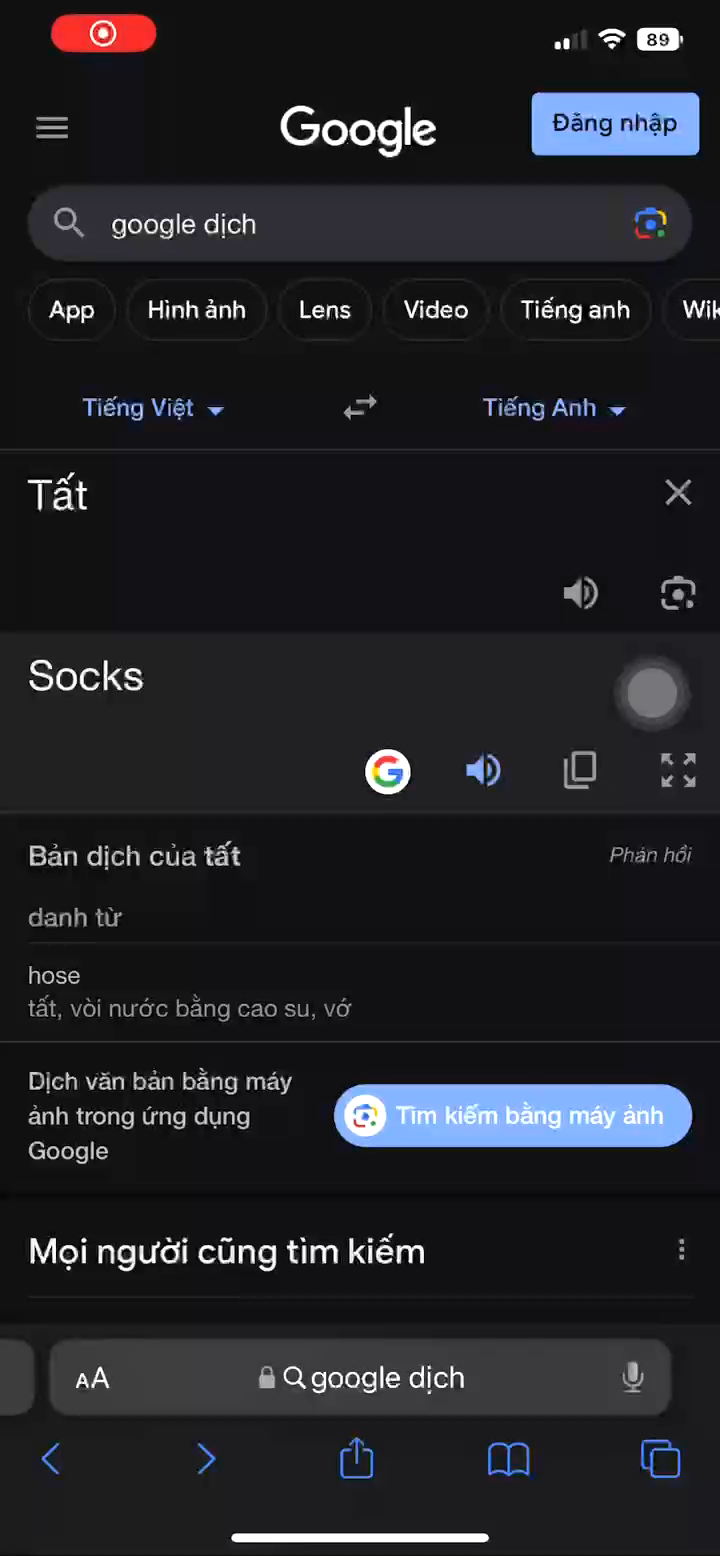 89
Google
Đăng nhập
google dịch
App
Hình ảnh
Lens
Video
Tiếng anh
Wik
Tiếng Việt
Tiếng Anh
Tất
Socks
Bản dịch của tất
Phản hồi
danh từ
hose
tất, vòi nước bằng cao su, vớ
Dịch văn bản bằng máy
ảnh trong ứng dụng
Google
Tìm kiếm bằng máy ảnh
Mọi người cũng tìm kiếm
AA
google dịch